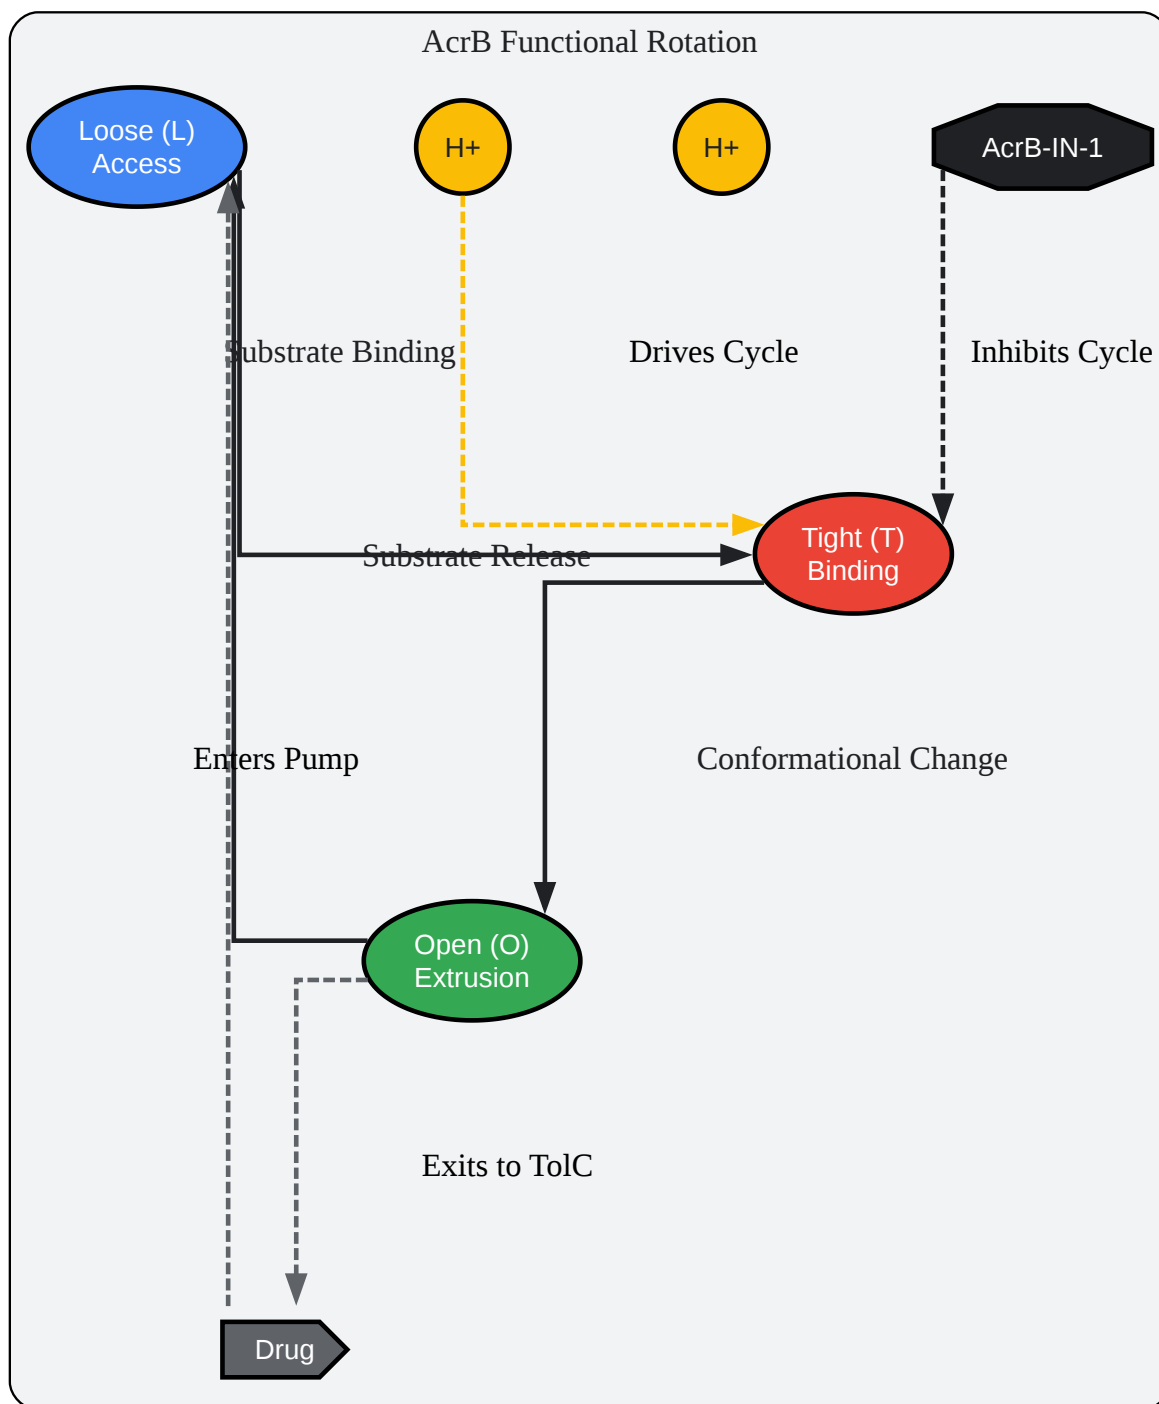 AcrB Functional Rotation
Loose (L)
Access
H+
H+
AcrB-IN-1
Substrate Binding
Drives Cycle
Inhibits Cycle
Tight (T)
Binding
Substrate Release
Enters Pump
Conformational Change
Open (O)
Extrusion
Exits to TolC
Drug